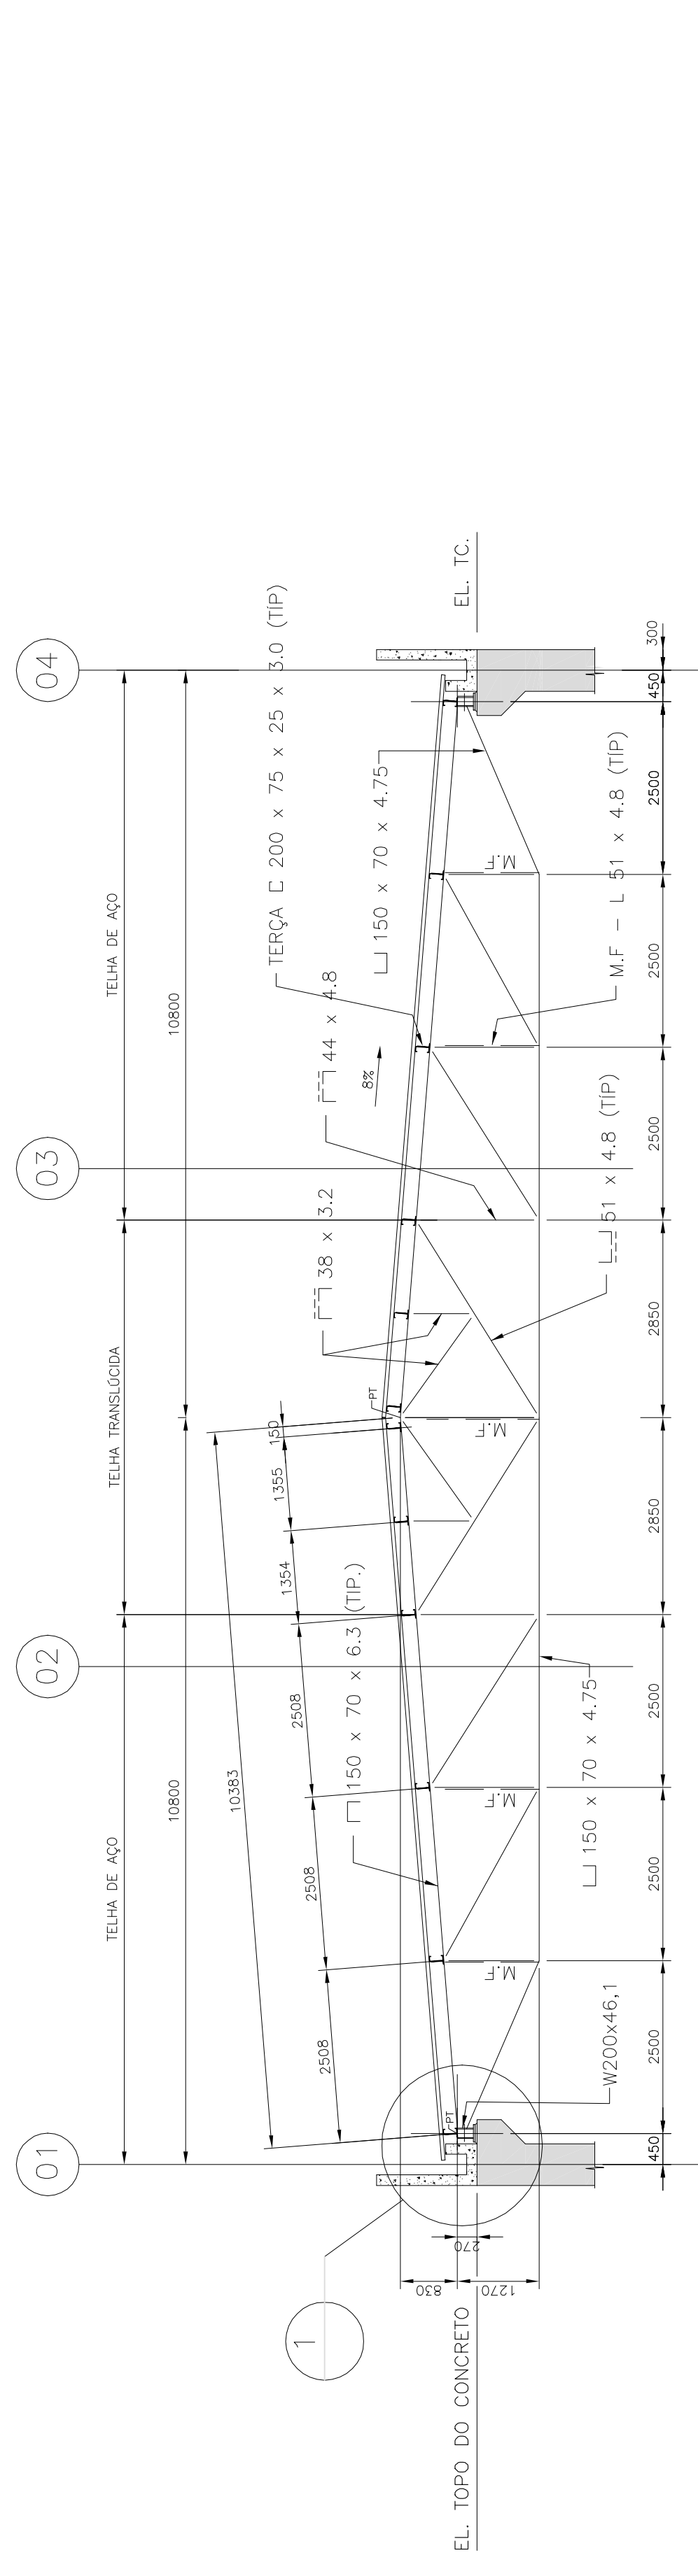 01
02
03
04
TELHA DE AÇO
TELHA TRANSLÚCIDA
TELHA DE AÇO
10800
10800
10383
2508
2508
2508
1354
1355
150
PT
8%
TERÇA 200 x 75 x 25 x 3.0 (TÍP)
44 x 4.8
38 x 3.2
150 x 70 x 4.75
150 x 70 x 6.3 (TIP.)
1
PT
830
270
1270
EL. TOPO DO CONCRETO
EL. TC.
M.F
M.F
M.F
M.F
W200x46,1
150 x 70 x 4.75
51 x 4.8 (TÍP)
M.F - L 51 x 4.8 (TÍP)
450
2500
2500
2500
2850
2850
2500
2500
2500
450
300